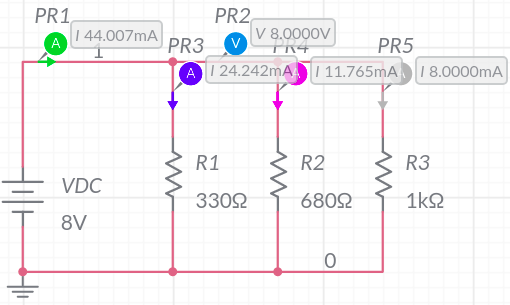 PR1
PR2
A
I 44.007mA
V
V 8.0000V
1
PR3
PR4
PR5
A
I 24.242mA
A
I 11.765mA
A
I 8.0000mA
VDC
8V
R1
330Ω
R2
680Ω
R3
1kΩ
0